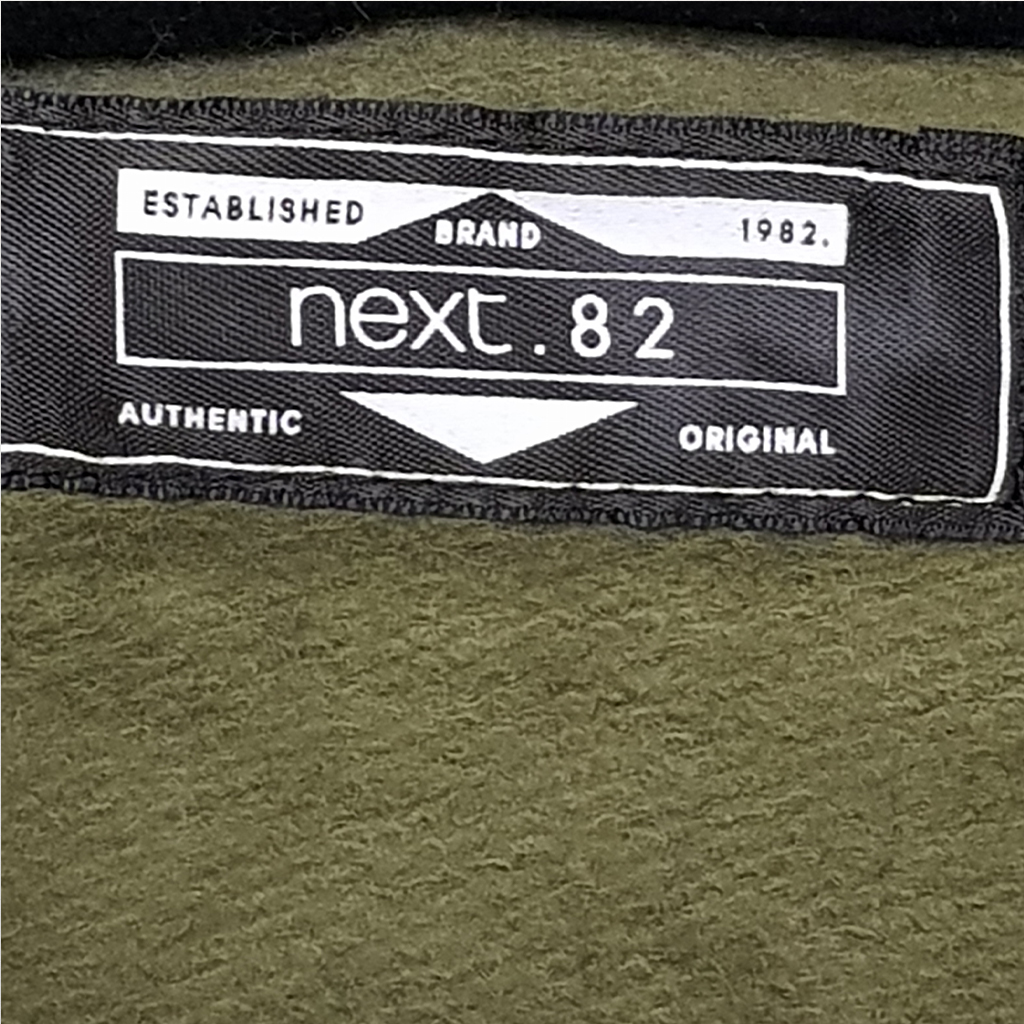 ESTABLISHED BRAND 1982.
next.82
AUTHENTIC ORIGINAL